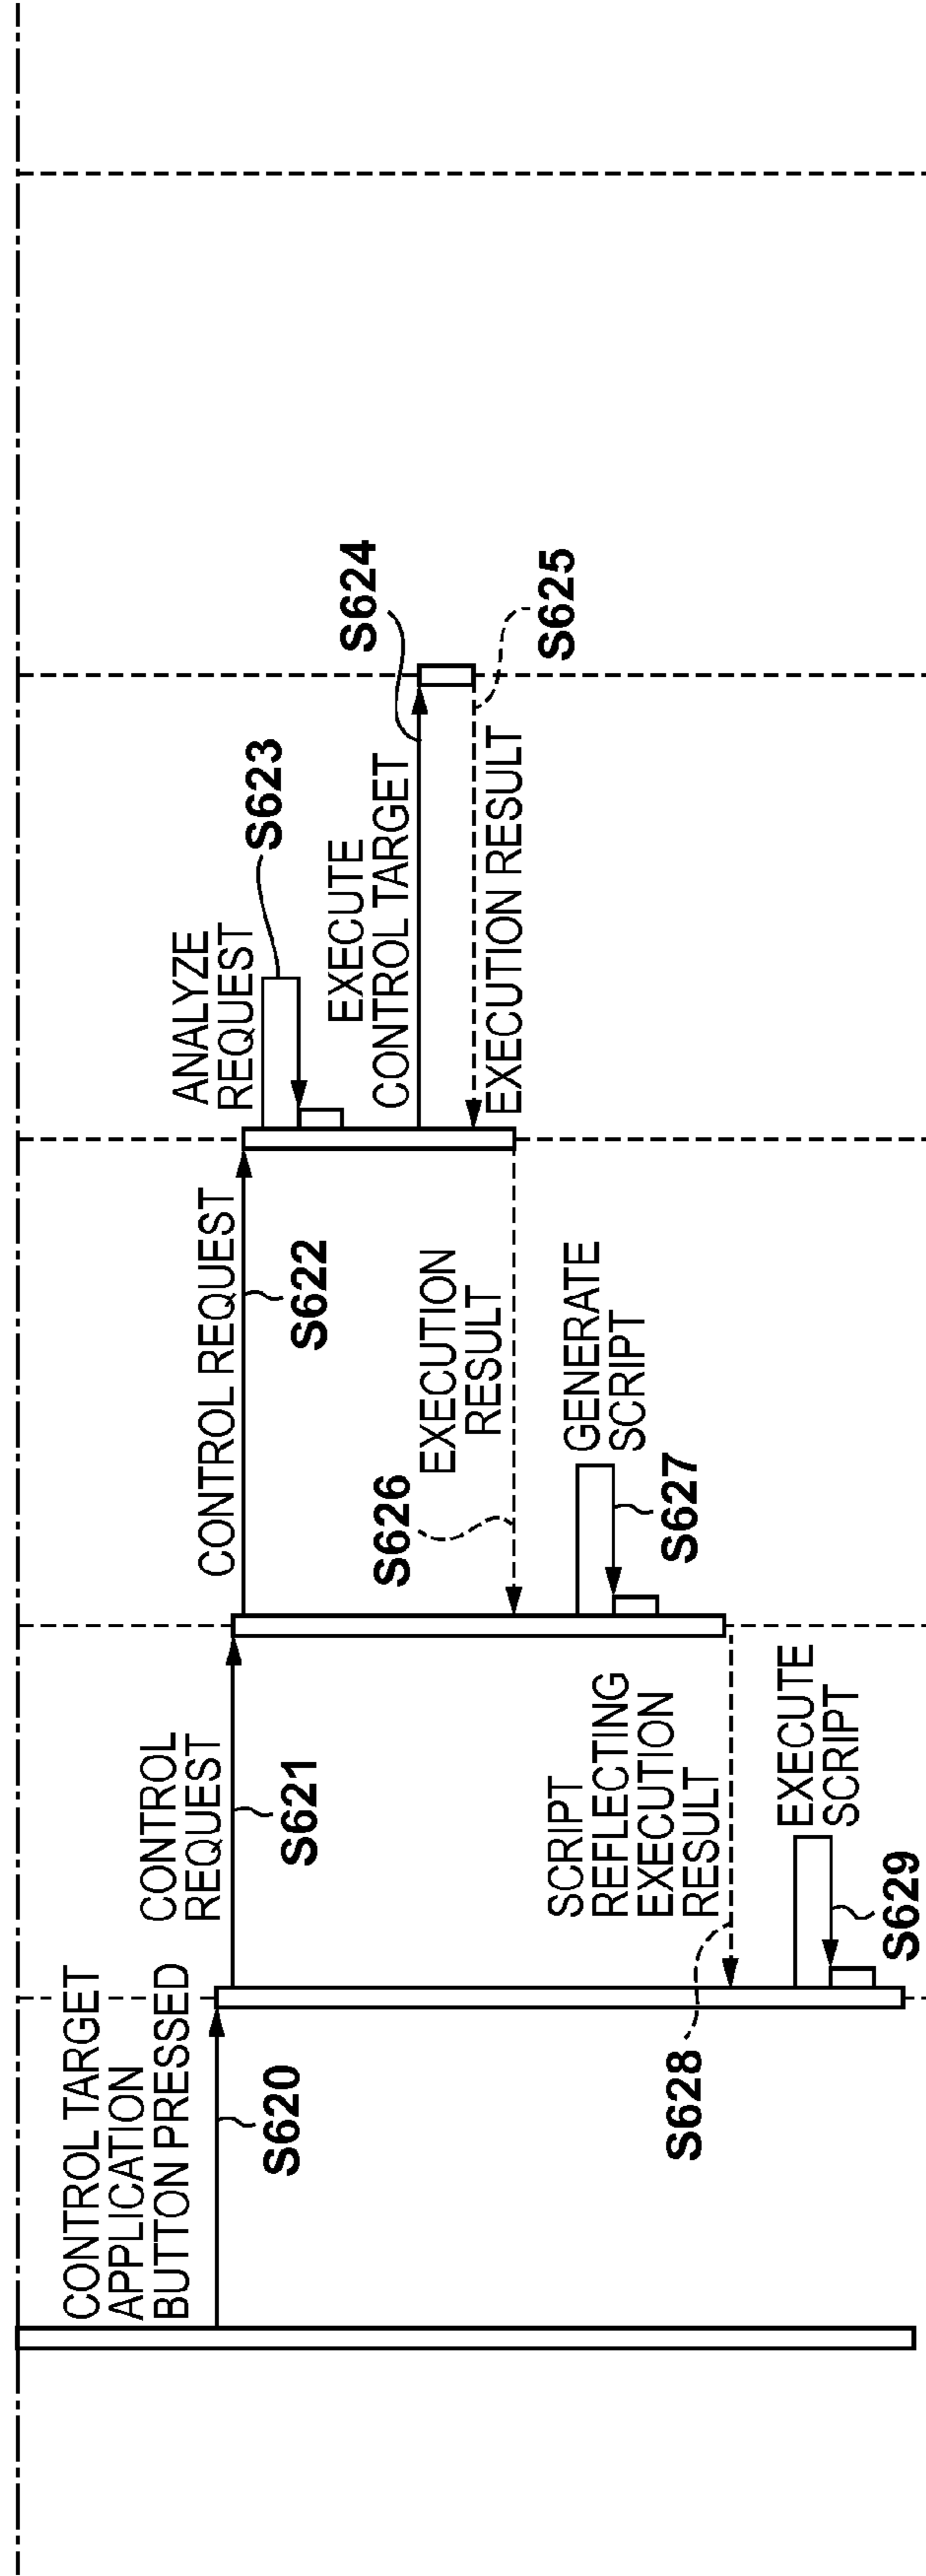 CONTROL TARGET
APPLICATION
BUTTON PRESSED
S620
CONTROL
REQUEST
S621
CONTROL REQUEST
S622
ANALYZE
REQUEST
S623
EXECUTE
CONTROL TARGET
S624
EXECUTION RESULT
S625
EXECUTION
RESULT
S626
GENERATE
SCRIPT
S627
SCRIPT
REFLECTING
EXECUTION
RESULT
S628
EXECUTE
SCRIPT
S629